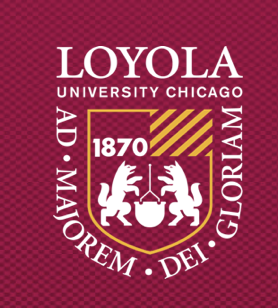 LOYOLA
UNIVERSITY CHICAGO
1870
AD • MAJOREM • DEI • GLORIAM